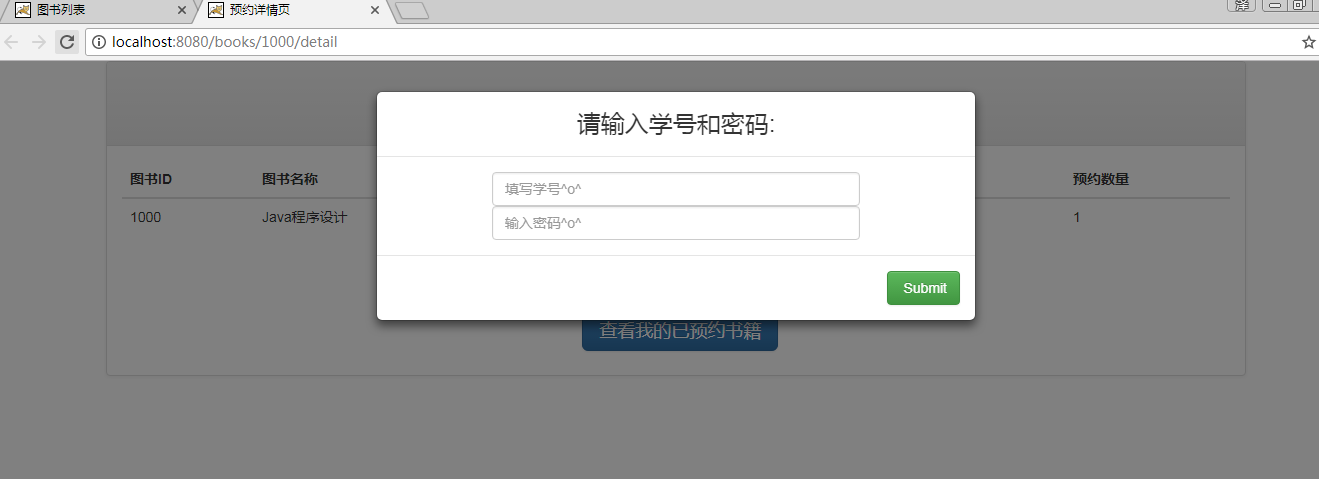 图书列表
预约详情页
泽
localhost:8080/books/1000/detail
请输入学号和密码:
填写学号^o^
输入密码^o^
Submit
图书ID 图书名称 预约数量
1000 Java程序设计 1
查看我的已预约书籍